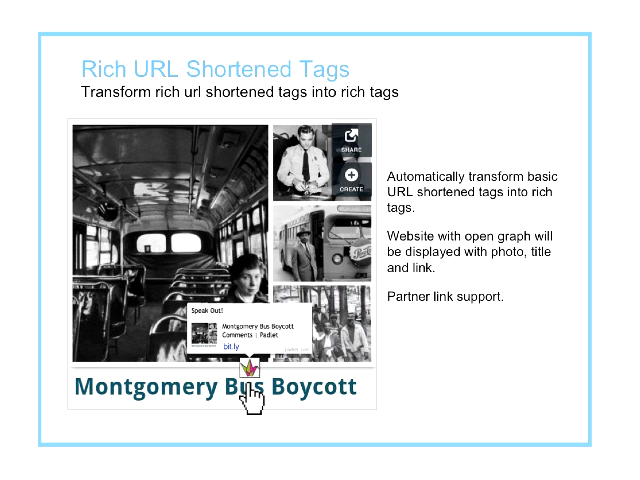 Rich URL Shortened Tags
Transform rich url shortened tags into rich tags
SHARE
CREATE
Automatically transform basic
URL shortened tags into rich
tags.
Website with open graph will
be displayed with photo, title
and link.
Partner link support.
Speak Out!
Montgomery Bus Boycott
Comments | Padlet
bit.ly
Montgomery Bus Boycott